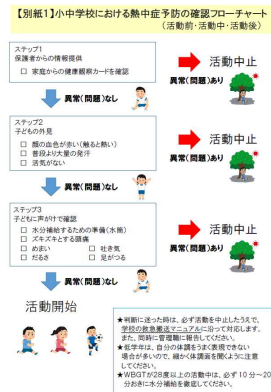 【別紙1】小中学校における熱中症予防の確認フローチャート
（活動前・活動中・活動後）
ステップ1
保護者からの情報提供
□ 家庭からの健康観察カードを確認
活動中止
異常（問題）あり
異常（問題）なし
ステップ2
子どもの外見
□ 顔の血色が赤い（触ると熱い）
□ 普段より大量の発汗
□ 活気がない
活動中止
異常（問題）あり
異常（問題）なし
ステップ3
子どもに声がけで確認
□ 水分補給するための準備（水筒）
□ ズキズキとする頭痛
□ めまい □ 吐き気
□ だるさ □ 足がつる
活動中止
異常（問題）あり
異常（問題）なし
活動開始
★判断に迷った時は、必ず活動を中止したうえで、
学校の救急搬送マニュアルに沿って対応します。
また、同時に管理職に報告してください。
★低学年は、自分の体調をうまく表現できない
場合が多いので、細かく体調面を聞くように注意
してください。
★WBGTが28度以上の活動中は、必ず10分～20
分おきに水分補給を徹底してください。